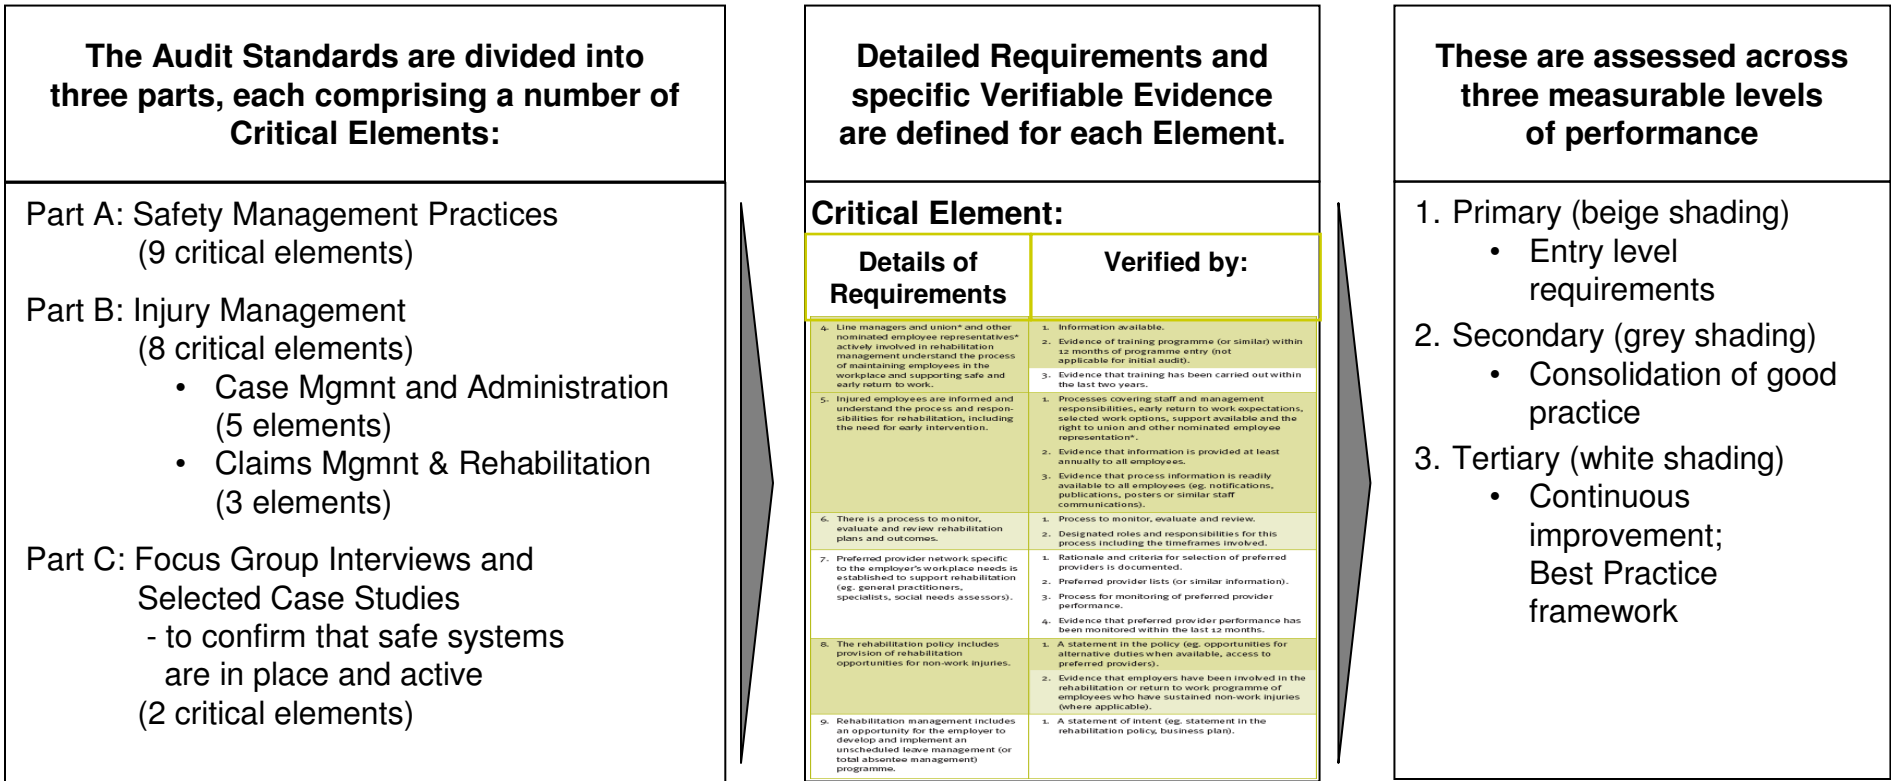 The Audit Standards are divided into
three parts, each comprising a number of
Critical Elements:
Part A: Safety Management Practices
(9 critical elements)
Part B: Injury Management
(8 critical elements)
• Case Mgmnt and Administration
(5 elements)
• Claims Mgmnt & Rehabilitation
(3 elements)
Part C: Focus Group Interviews and
Selected Case Studies
- to confirm that safe systems
are in place and active
(2 critical elements)
Detailed Requirements and
specific Verifiable Evidence
are defined for each Element.
Critical Element:
Details of
Requirements
Verified by:
4. Line managers and union* and other
nominated employee representatives*
actively involved in rehabilitation
management understand the process
of maintaining employees in the
workplace and supporting safe and
early return to work.
1. Information available.
2. Evidence of training programme (or similar) within
12 months of programme entry (not
applicable for initial audit).
3. Evidence that training has been carried out within
the last two years.
5. Injured employees are informed and
understand the process and respon-
sibilities for rehabilitation, including
the need for early intervention.
1. Processes covering staff and management
responsibilities, early return to work expectations,
selected work options, support available and the
right to union and other nominated employee
representation*.
2. Evidence that information is provided at least
annually to all employees.
3. Evidence that process information is readily
available to all employees (eg. notifications,
publications, posters or similar staff
communications).
6. There is a process to monitor,
evaluate and review rehabilitation
plans and outcomes.
1. Process to monitor, evaluate and review.
2. Designated roles and responsibilities for this
process including the timeframes involved.
7. Preferred provider network specific
to the employer's workplace needs is
established to support rehabilitation
(eg. general practitioners,
specialists, social needs assessors).
1. Rationale and criteria for selection of preferred
providers is documented.
2. Preferred provider lists (or similar information).
3. Process for monitoring of preferred provider
performance.
4. Evidence that preferred provider performance has
been monitored within the last 12 months.
8. The rehabilitation policy includes
provision of rehabilitation
opportunities for non-work injuries.
1. A statement in the policy (eg. opportunities for
alternative duties when available, access to
preferred providers).
2. Evidence that employers have been involved in the
rehabilitation or return to work programme of
employees who have sustained non-work injuries
(where applicable).
9. Rehabilitation management includes
an opportunity for the employer to
develop and implement an
unscheduled leave management (or
total absentee management)
programme.
1. A statement of intent (eg. statement in the
rehabilitation policy, business plan).
These are assessed across
three measurable levels
of performance
1. Primary (beige shading)
• Entry level
requirements
2. Secondary (grey shading)
• Consolidation of good
practice
3. Tertiary (white shading)
• Continuous
improvement;
Best Practice
framework